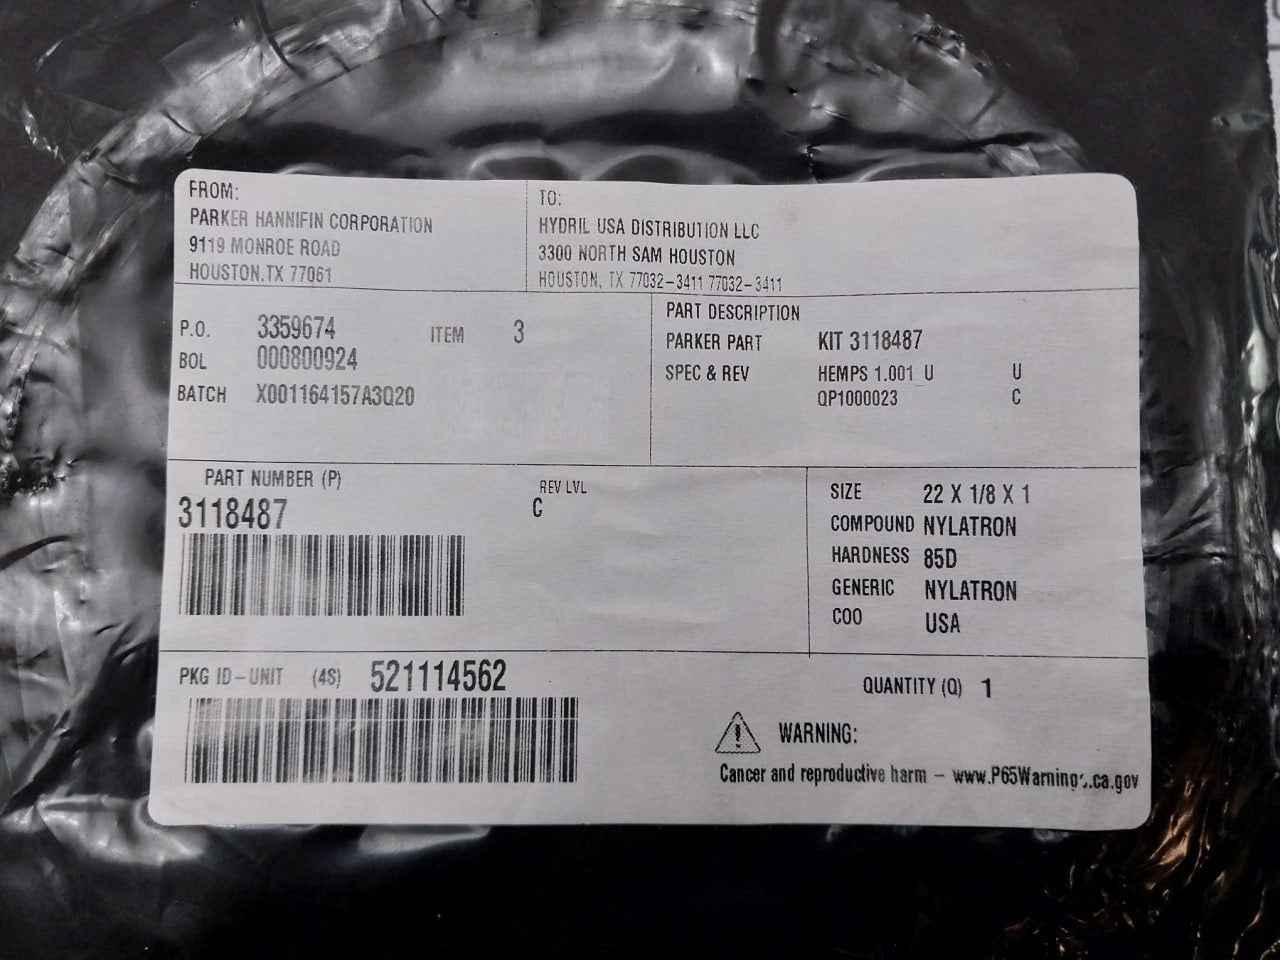 FROM:
PARKER HANNIFIN CORPORATION
9119 MONROE ROAD
HOUSTON.TX 77061
TO:
HYDRIL USA DISTRIBUTION LLC
3300 NORTH SAM HOUSTON
HOUSTON, TX 77032-3411 77032-3411
P.O. 3359674 ITEM 3
BOL 000800924
BATCH X001164157A3Q20
PART DESCRIPTION
PARKER PART KIT 3118487
SPEC & REV HEMPS 1.001_U U
QP1000023 C
PART NUMBER (P)
3118487
REV LVL
C
SIZE 22 X 1/8 X 1
COMPOUND NYLATRON
HARDNESS 85D
GENERIC NYLATRON
COO USA
PKG ID-UNIT (4S) 521114562
QUANTITY (Q) 1
WARNING:
Cancer and reproductive harm - www.P65Warnings.ca.gov